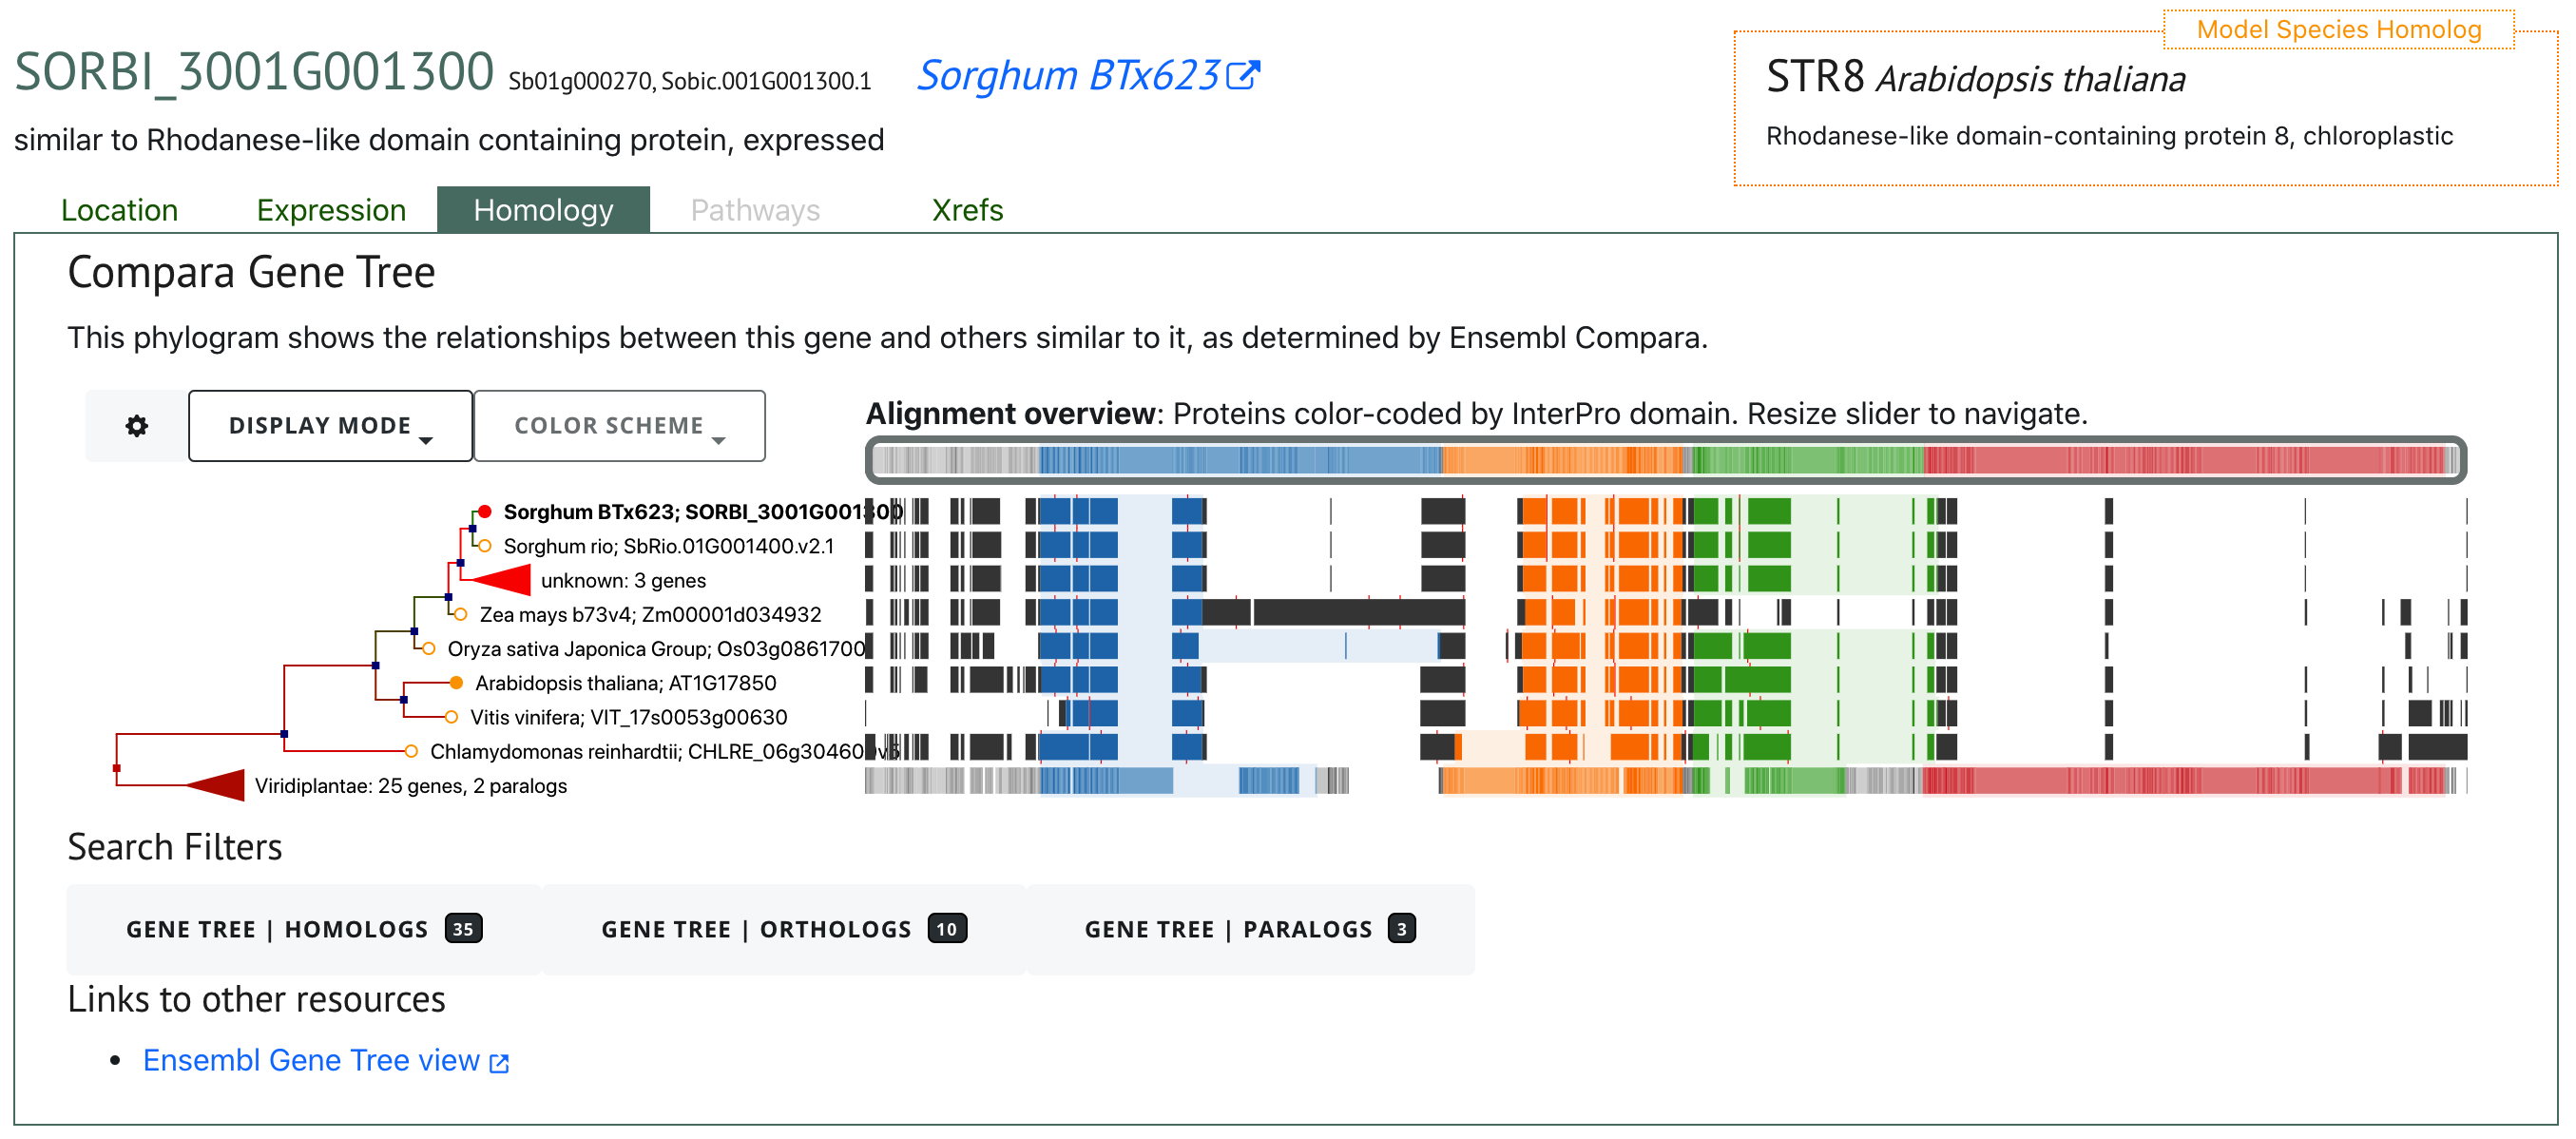 Model Species Homolog
SORBI_3001G001300 Sb01g000270, Sobic.001G001300.1 Sorghum BTx623
STR8 Arabidopsis thaliana
similar to Rhodanese-like domain containing protein, expressed
Rhodanese-like domain-containing protein 8, chloroplastic
Location Expression Homology Pathways Xrefs
Compara Gene Tree
This phylogram shows the relationships between this gene and others similar to it, as determined by Ensembl Compara.
DISPLAY MODE COLOR SCHEME
Alignment overview: Proteins color-coded by InterPro domain. Resize slider to navigate.
Sorghum BTx623; SORBI_3001G001300
Sorghum rio; SbRio.01G001400.v2.1
unknown: 3 genes
Zea mays b73v4; Zm00001d034932
Oryza sativa Japonica Group; Os03g0861700
Arabidopsis thaliana; AT1G17850
Vitis vinifera; VIT_17s0053g00630
Chlamydomonas reinhardtii;
Viridiplantae: 25 genes, 2 paralogs
Search Filters
GENE TREE | HOMOLOGS 35 GENE TREE | ORTHOLOGS 10 GENE TREE | PARALOGS 3
Links to other resources
• Ensembl Gene Tree view